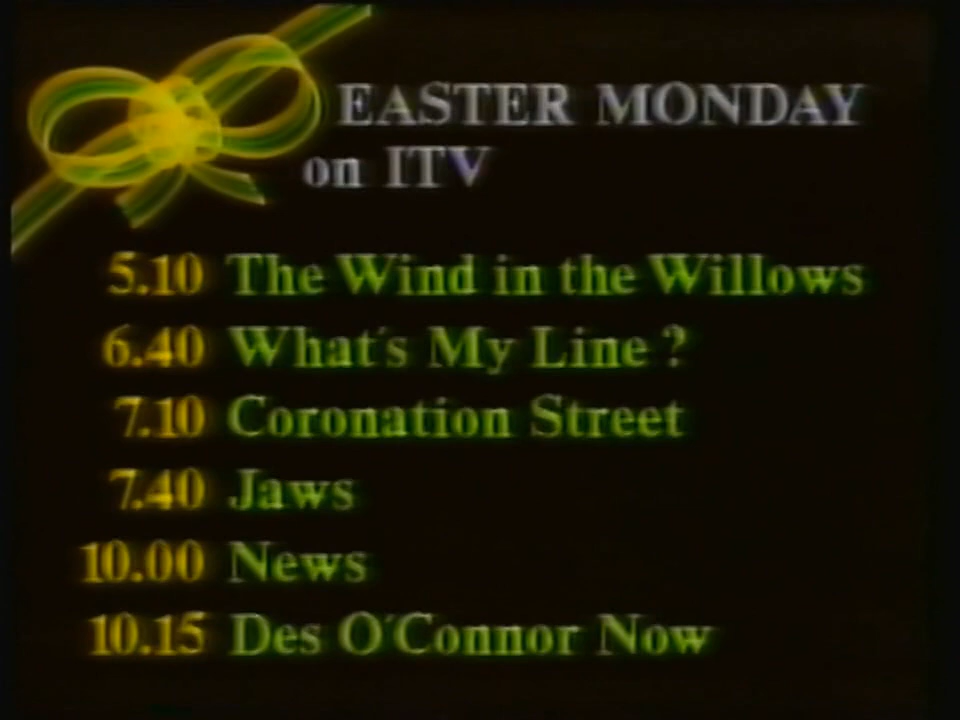 EASTER MONDAY
on ITV
5.10 The Wind in the Willows
6.40 What's My Line ?
7.10 Coronation Street
7.40 Jaws
10.00 News
10.15 Des O'Connor Now